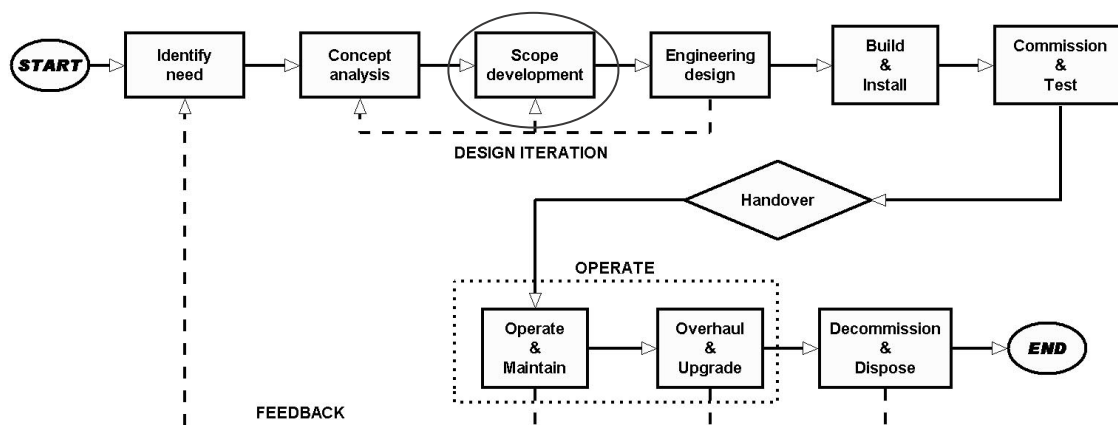 START
Identify
need
Concept
analysis
Scope
development
Engineering
design
Build
&
Install
Commission
&
Test
DESIGN ITERATION
Handover
OPERATE
Operate
&
Maintain
Overhaul
&
Upgrade
Decommission
&
Dispose
END
FEEDBACK